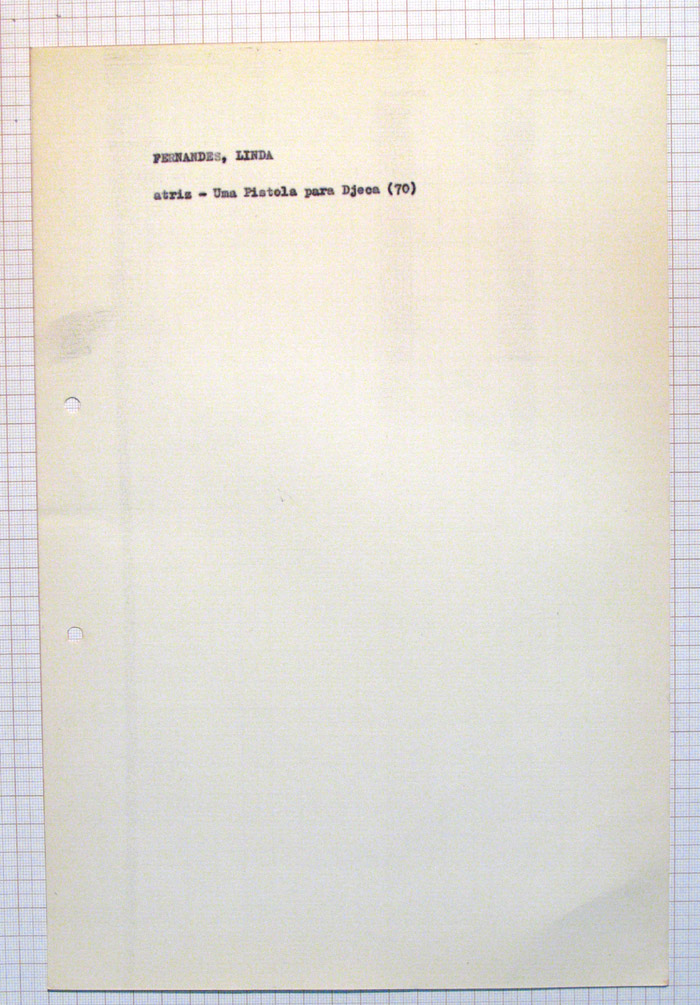 FERNANDES, LINDA
atriz - Uma Pistola para Djeca (70)